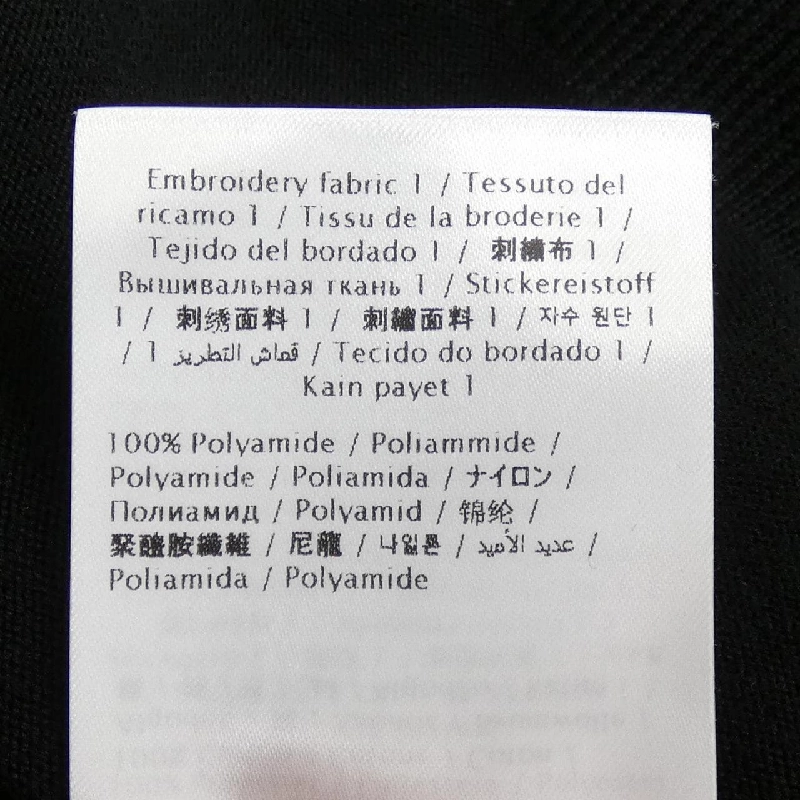 Embroidery fabric 1 / Tessuto del
ricamo 1 / Tissu de la broderie 1 /
Tejido del bordado 1 / 刺繍布 1 /
Вышивальная ткань 1 / Stickereistoff
1 / 刺绣面料 1 / 刺繡面料 1 / 자수 원단 1
/ 1 قماش التطريز / Tecido do bordado 1 /
Kain payet 1
100% Polyamide / Poliammide /
Polyamide / Poliamida / ナイロン /
Полиамид / Polyamid / 锦纶 /
聚醯胺纖維 / 尼龍 / 나일론 / عديد الأميد /
Poliamida / Polyamide